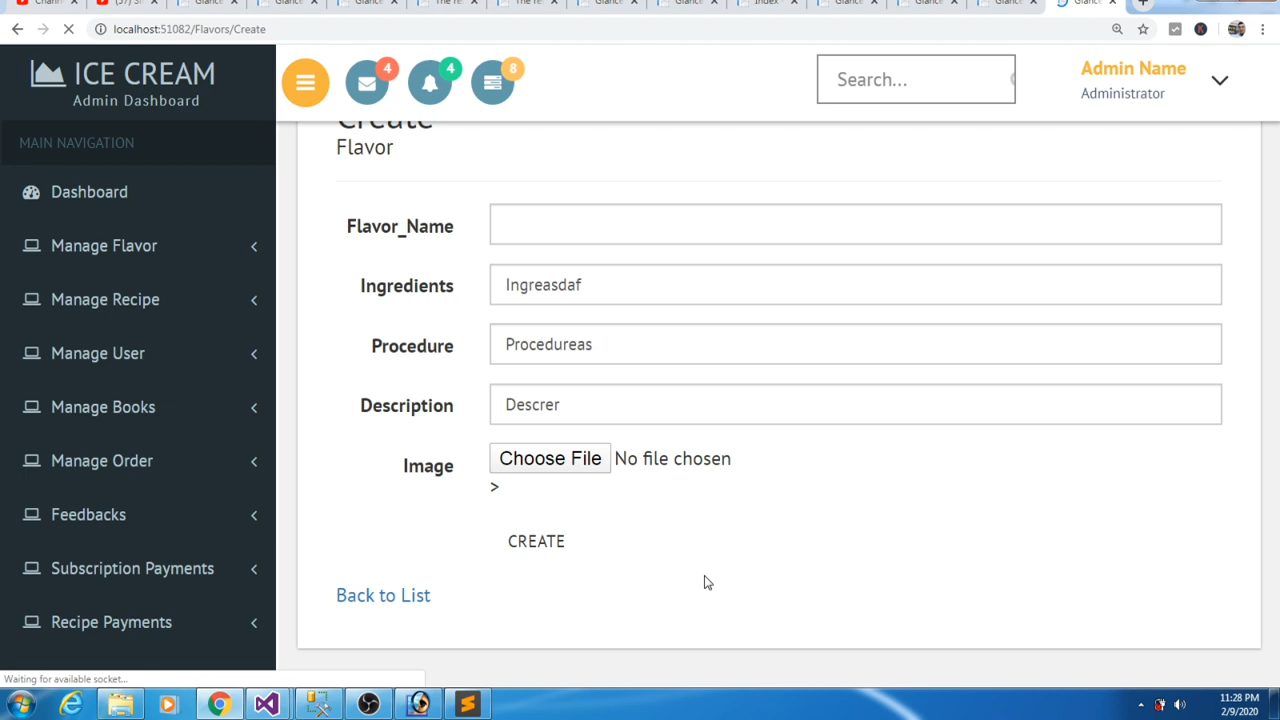 localhost:51082/Flavors/Create
ICE CREAM
Admin Dashboard
4
4
8
Search...
Admin Name
Administrator
MAIN NAVIGATION
Dashboard
Manage Flavor
Manage Recipe
Manage User
Manage Books
Manage Order
Feedbacks
Subscription Payments
Recipe Payments
Create
Flavor
Flavor_Name
Ingredients
Ingreasdaf
Procedure
Procedureas
Description
Descrer
Image
Choose File No file chosen
>
CREATE
Back to List
Waiting for available socket...
11:28 PM
2/9/2020